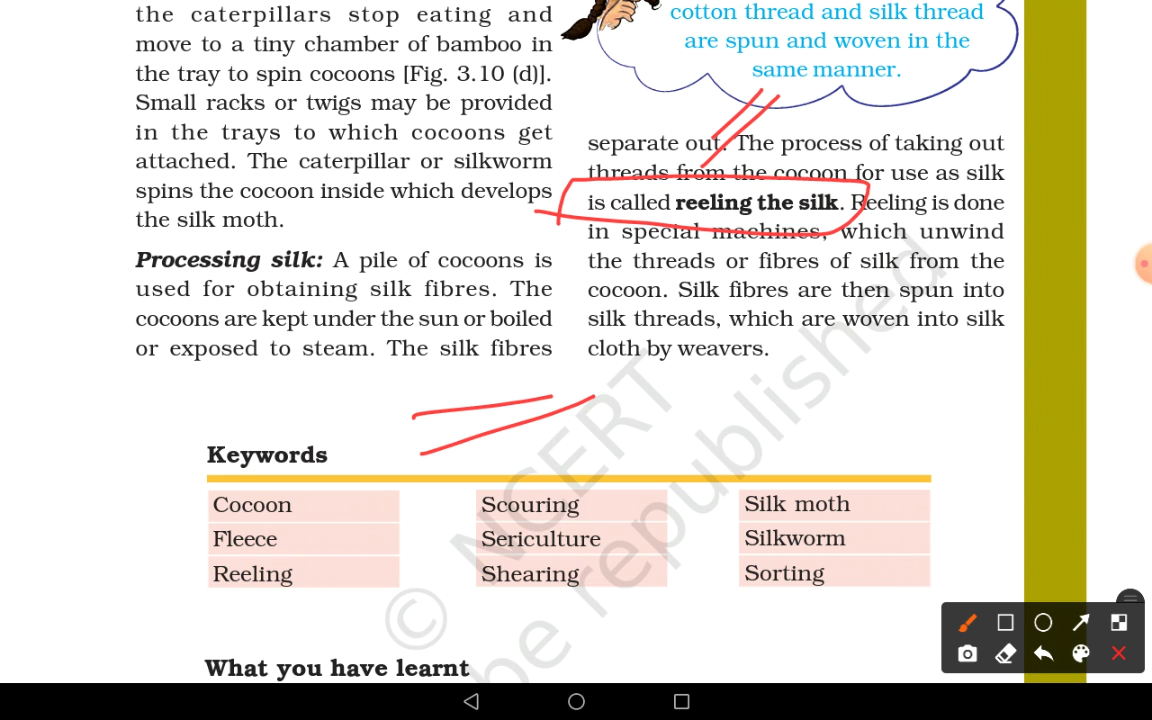 the caterpillars stop eating and
move to a tiny chamber of bamboo in
the tray to spin cocoons [Fig. 3.10 (d)].
Small racks or twigs may be provided
in the trays to which cocoons get
attached. The caterpillar or silkworm
spins the cocoon inside which develops
the silk moth.
Processing silk: A pile of cocoons is
used for obtaining silk fibres. The
cocoons are kept under the sun or boiled
or exposed to steam. The silk fibres
cotton thread and silk thread
are spun and woven in the
same manner.
separate out. The process of taking out
threads from the cocoon for use as silk
is called reeling the silk. Reeling is done
in special machines, which unwind
the threads or fibres of silk from the
cocoon. Silk fibres are then spun into
silk threads, which are woven into silk
cloth by weavers.
Keywords
Cocoon Scouring Silk moth
Fleece Sericulture Silkworm
Reeling Shearing Sorting
What you have learnt
© NCERT
be republished